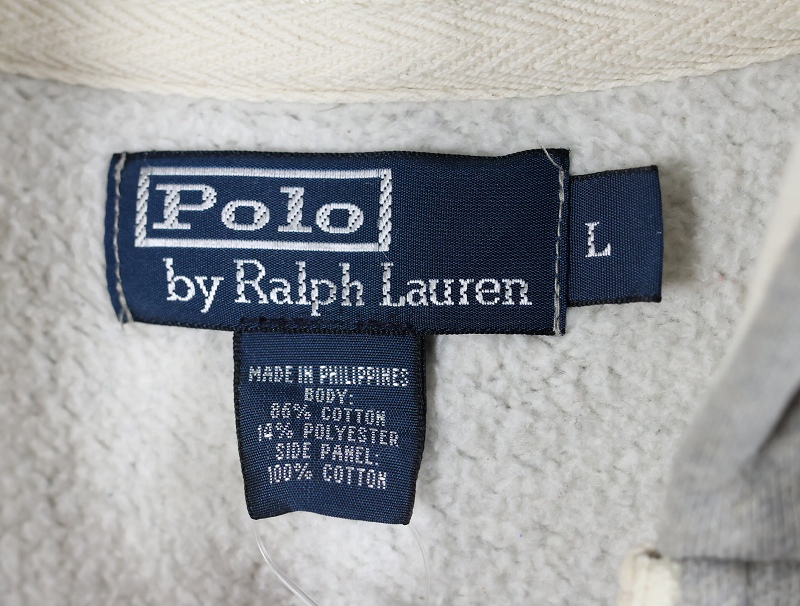 Polo
by Ralph Lauren
L
MADE IN PHILIPPINES
BODY:
86% COTTON
14% POLYESTER
SIDE PANEL:
100% COTTON